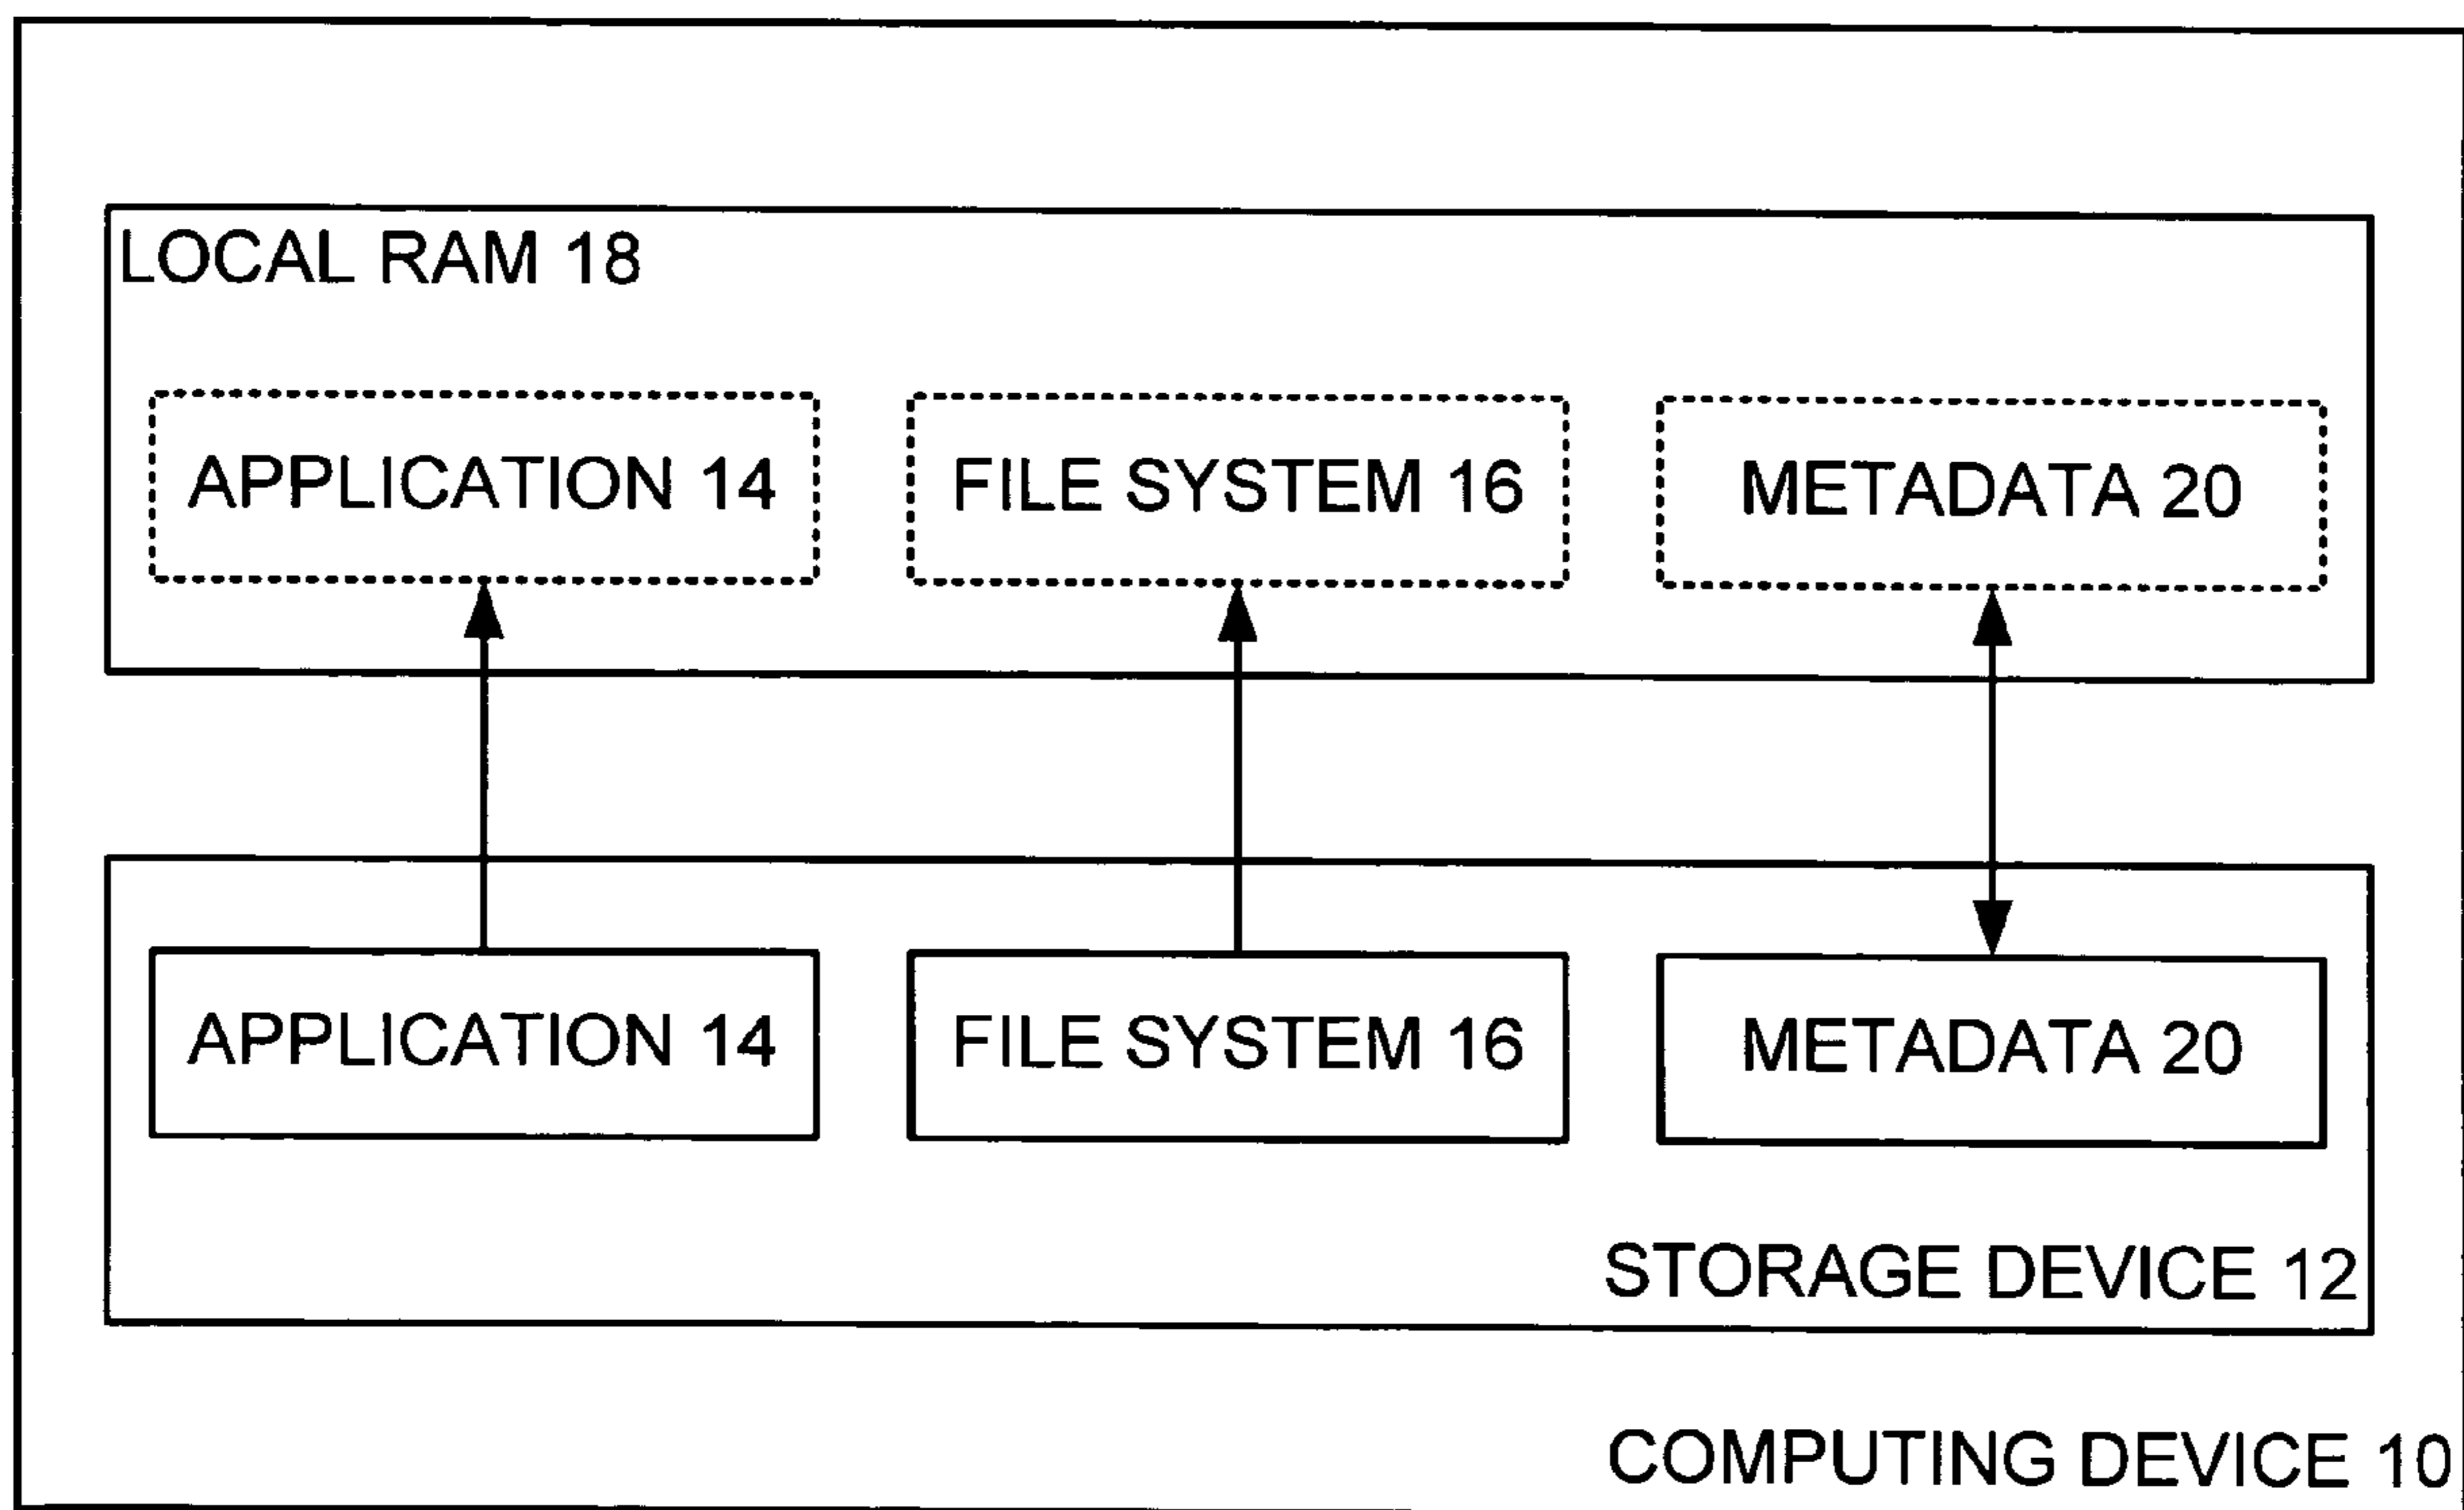 LOCAL RAM 18
APPLICATION 14
FILE SYSTEM 16
METADATA 20
APPLICATION 14
FILE SYSTEM 16
METADATA 20
STORAGE DEVICE 12
COMPUTING DEVICE 10